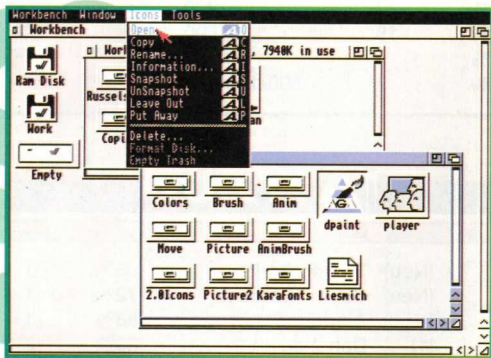 Workbench Window Icons Tools
Workbench
Open... O
Copy C
Rename... R
Information... I
Snapshot S
UnSnapshot U
Leave Out L
Put Away P
Delete...
Format Disk...
Empty Trash
, 7940K in use
Ram Disk
Work
Empty
Russels
Copi
Colors Brush Anim dpaint player
AGA
Move Picture AnimBrush
2.0Icons Picture2 KaraFonts Liesmich